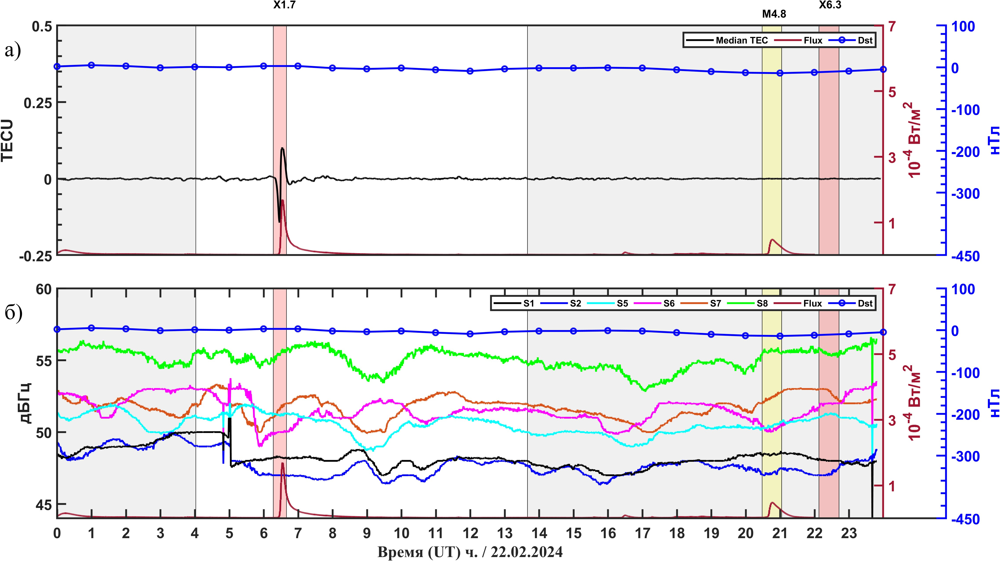 X1.7
M4.8
X6.3
а)
0.5
0.25
0
-0.25
TECU
Median TEC Flux Dst
7
5
3
1
10-4 Вт/м2
100
0
-100
-200
-300
-450
нТл
б)
60
55
50
45
дБГц
S1 S2 S5 S6 S7 S8 Flux Dst
7
5
3
1
10-4 Вт/м2
100
0
-100
-200
-300
-450
нТл
0 1 2 3 4 5 6 7 8 9 10 11 12 13 14 15 16 17 18 19 20 21 22 23
Время (UT) ч. / 22.02.2024